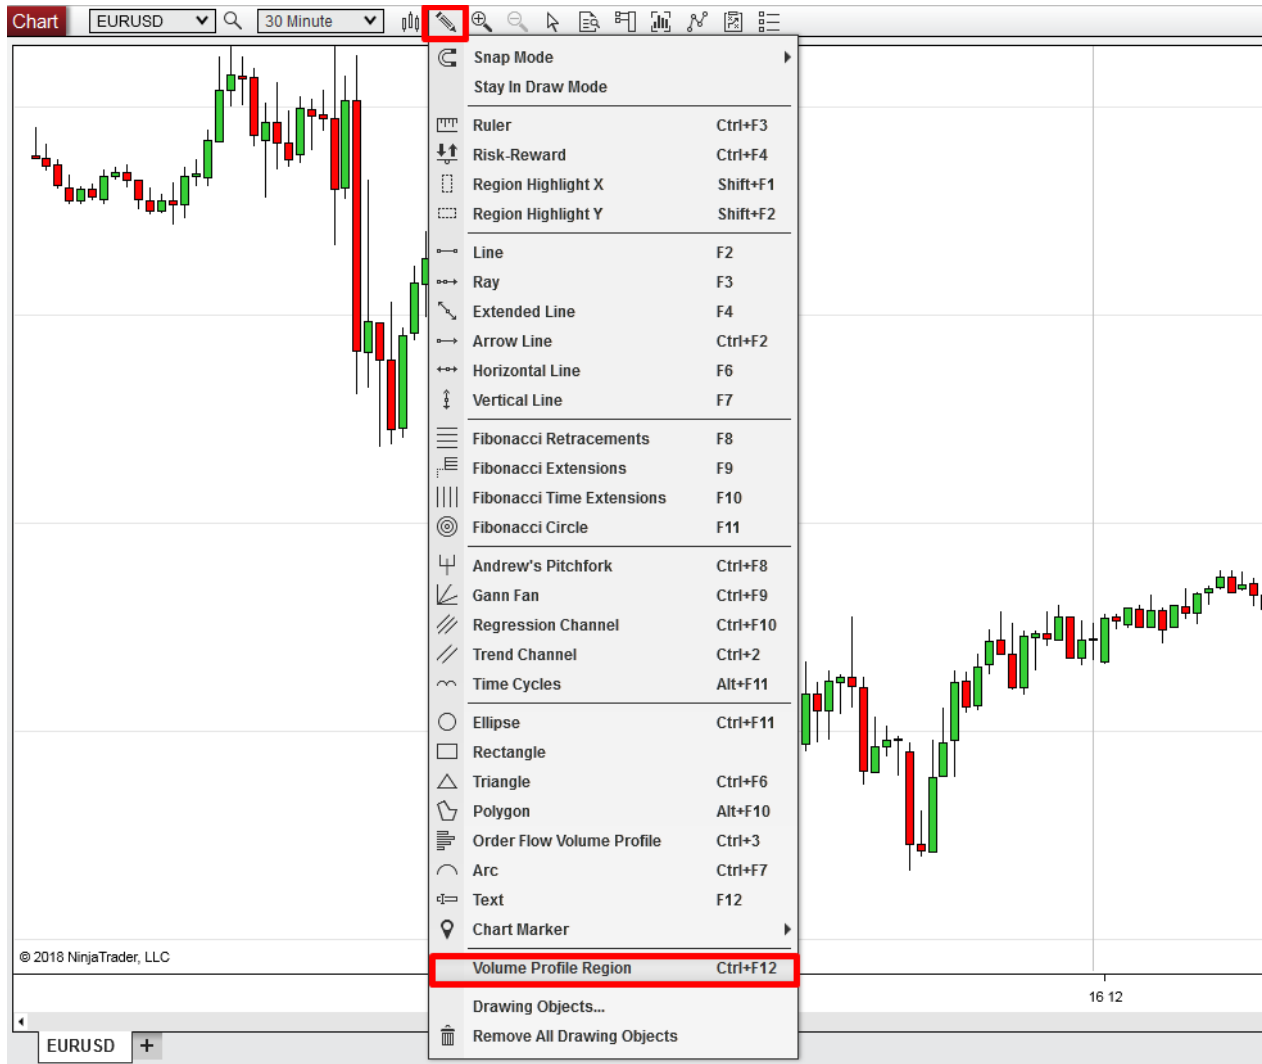 Chart EURUSD 30 Minute
Snap Mode
Stay In Draw Mode
Ruler Ctrl+F3
Risk-Reward Ctrl+F4
Region Highlight X Shift+F1
Region Highlight Y Shift+F2
Line F2
Ray F3
Extended Line F4
Arrow Line Ctrl+F2
Horizontal Line F6
Vertical Line F7
Fibonacci Retracements F8
Fibonacci Extensions F9
Fibonacci Time Extensions F10
Fibonacci Circle F11
Andrew's Pitchfork Ctrl+F8
Gann Fan Ctrl+F9
Regression Channel Ctrl+F10
Trend Channel Ctrl+2
Time Cycles Alt+F11
Ellipse Ctrl+F11
Rectangle
Triangle Ctrl+F6
Polygon Alt+F10
Order Flow Volume Profile Ctrl+3
Arc Ctrl+F7
Text F12
Chart Marker
© 2018 NinjaTrader, LLC
Volume Profile Region Ctrl+F12
16 12
Drawing Objects...
Remove All Drawing Objects
EURUSD +